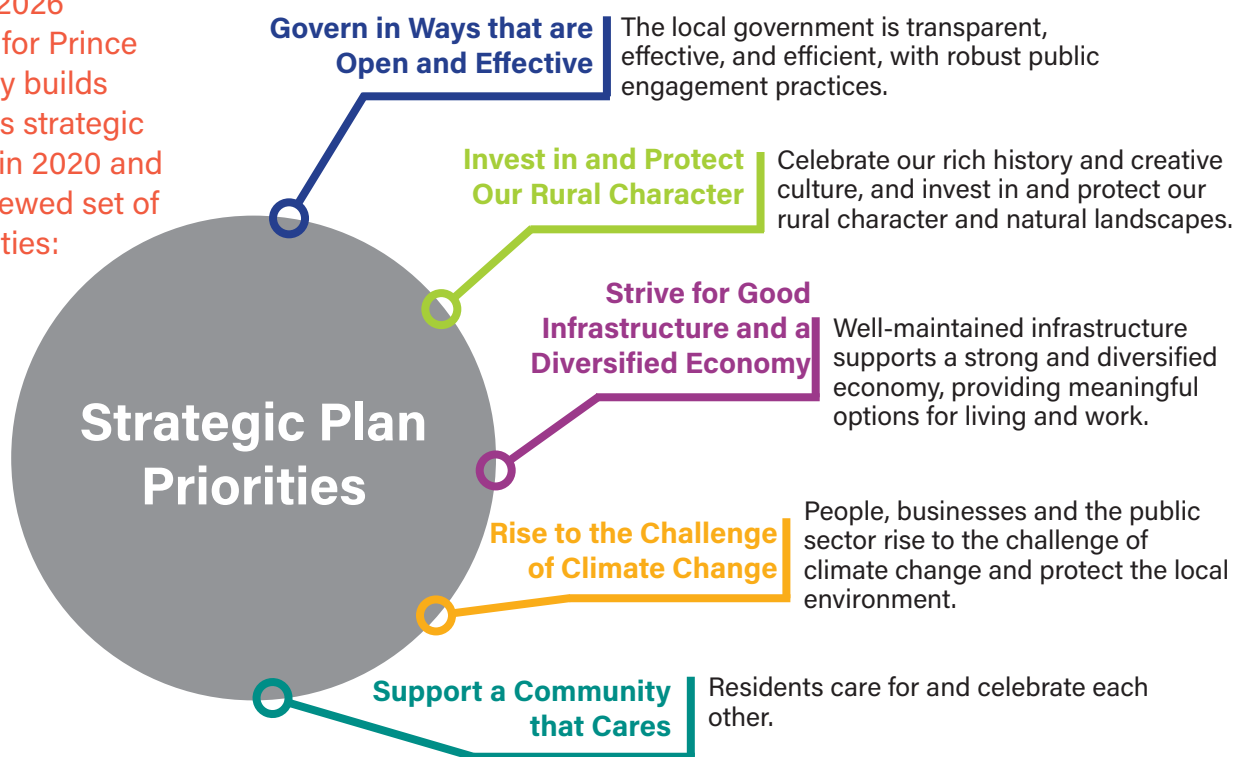 2026
for Prince
y builds
s strategic
in 2020 and
ewed set of
ties:
Govern in Ways that are
Open and Effective
The local government is transparent,
effective, and efficient, with robust public
engagement practices.
Invest in and Protect
Our Rural Character
Celebrate our rich history and creative
culture, and invest in and protect our
rural character and natural landscapes.
Strive for Good
Infrastructure and a
Diversified Economy
Well-maintained infrastructure
supports a strong and diversified
economy, providing meaningful
options for living and work.
Strategic Plan
Priorities
Rise to the Challenge
of Climate Change
People, businesses and the public
sector rise to the challenge of
climate change and protect the local
environment.
Support a Community
that Cares
Residents care for and celebrate each
other.